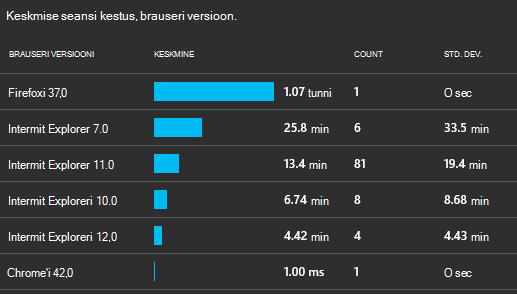 Keskmise seansi kestus, brauseri versioon.
BRAUSERI VERSIOONI KESKMINE COUNT STD. DEV.
Firefoxi 37,0 1.07 tunni 1 O sec
Intermit Explorer 7.0 25.8 min 6 33.5 min
Intermit Explorer 11.0 13.4 min 81 19.4 min
Intermit Exploreri 10.0 6.74 min 8 8.68 min
Intermit Exploreri 12,0 4.42 min 4 4.43 min
Chrome'i 42,0 1.00 ms 1 O sec